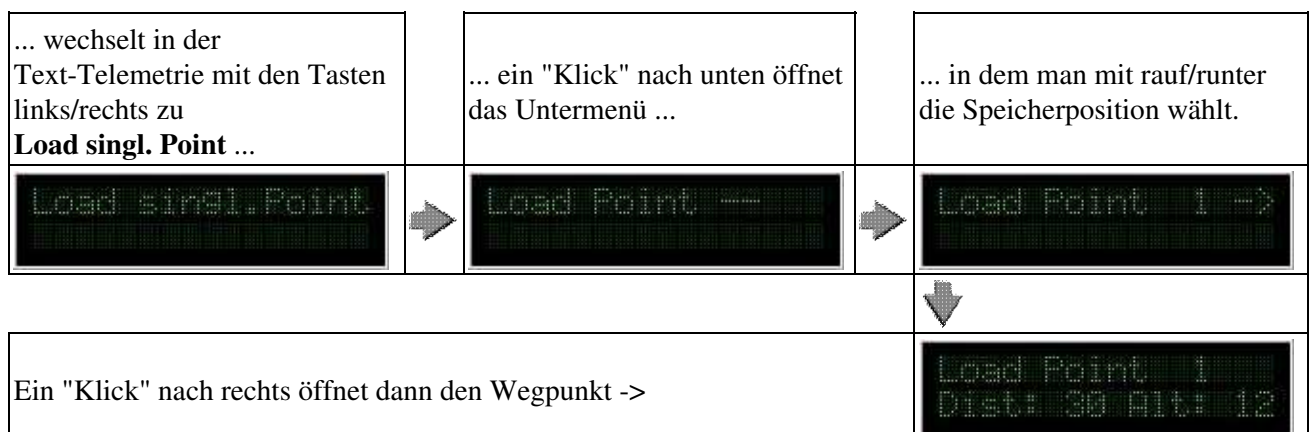 ... wechselt in der
Text-Telemetrie mit den Tasten
links/rechts zu
Load singl. Point ...
... ein "Klick" nach unten öffnet
das Untermenü ...
... in dem man mit rauf/runter
die Speicherposition wählt.
Load singl.Point
Load Point --
Load Point 1 ->
Ein "Klick" nach rechts öffnet dann den Wegpunkt ->
Load Point 1
Dist: 30 Alt: 12